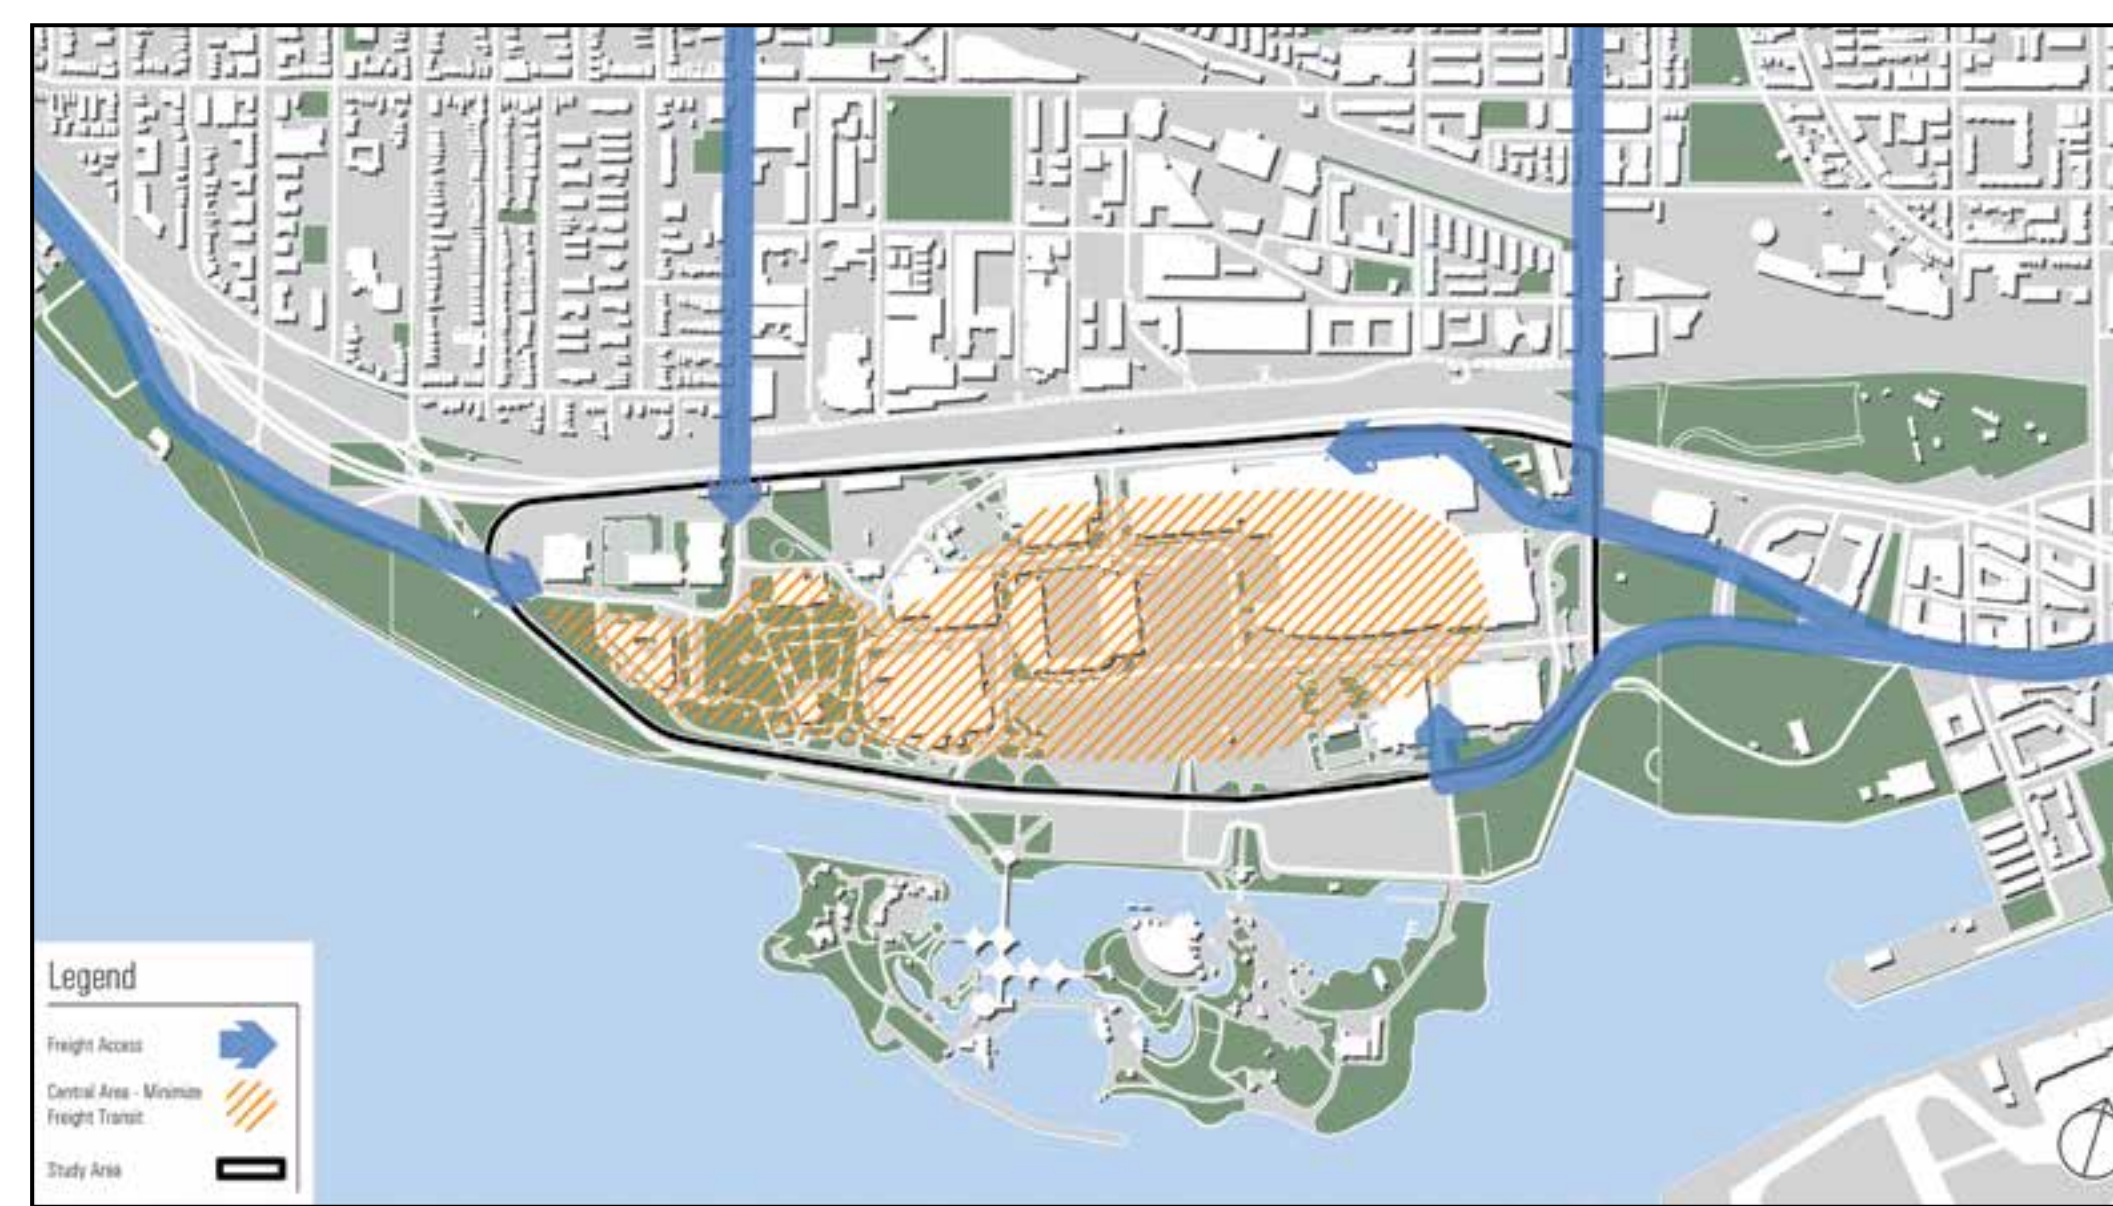 Legend
Freight Access
Central Area - Minimize
Freight Transit
Study Area